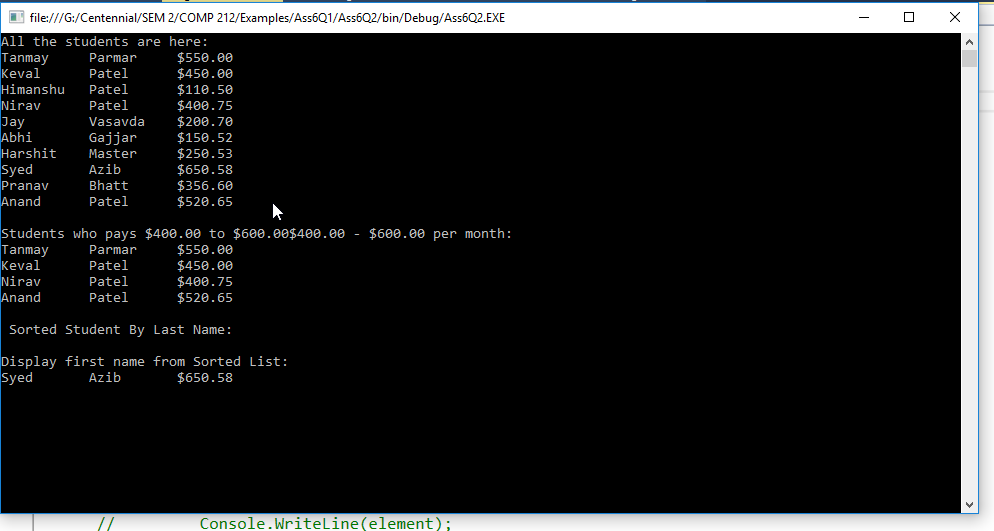 file:///G:/Centennial/SEM 2/COMP 212/Examples/Ass6Q1/Ass6Q2/bin/Debug/Ass6Q2.EXE
All the students are here:
Tanmay Parmar $550.00
Keval Patel $450.00
Himanshu Patel $110.50
Nirav Patel $400.75
Jay Vasavda $200.70
Abhi Gajjar $150.52
Harshit Master $250.53
Syed Azib $650.58
Pranav Bhatt $356.60
Anand Patel $520.65
Students who pays $400.00 to $600.00$400.00 - $600.00 per month:
Tanmay Parmar $550.00
Keval Patel $450.00
Nirav Patel $400.75
Anand Patel $520.65
Sorted Student By Last Name:
Display first name from Sorted List:
Syed Azib $650.58
// Console.WriteLine(element);